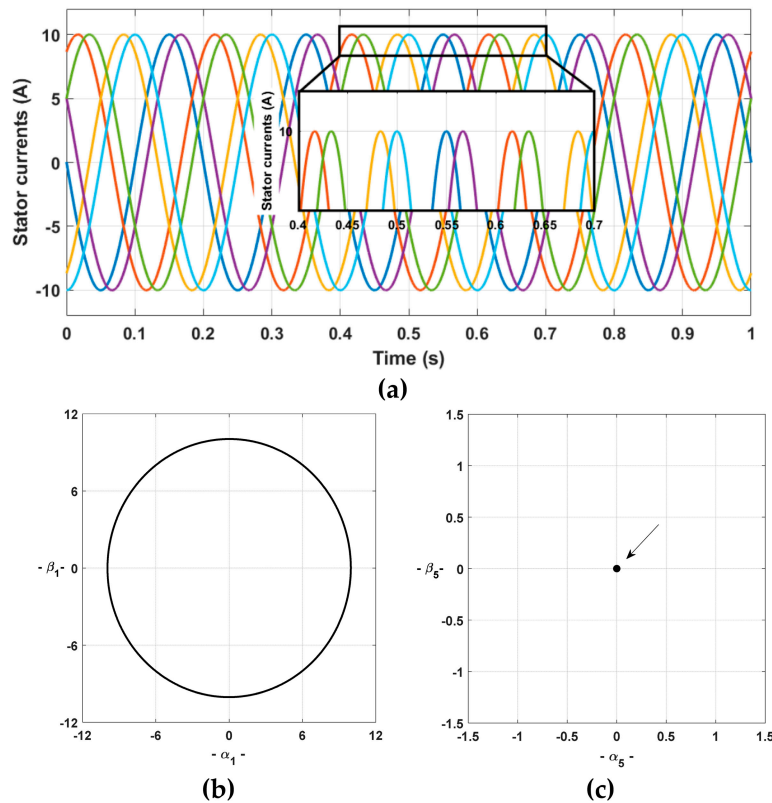 Stator currents (A)
10
5
0
-5
-10
Stator currents (A)
10
0.4 0.45 0.5 0.55 0.6 0.65 0.7
0 0.1 0.2 0.3 0.4 0.5 0.6 0.7 0.8 0.9 1
Time (s)
(a)
12
6
- β1- 0
-6
-12
-12 -6 0 6 12
- α1 -
(b)
1.5
1
0.5
- β5- 0
-0.5
-1
-1.5
-1.5 -1 -0.5 0 0.5 1 1.5
- α5 -
(c)